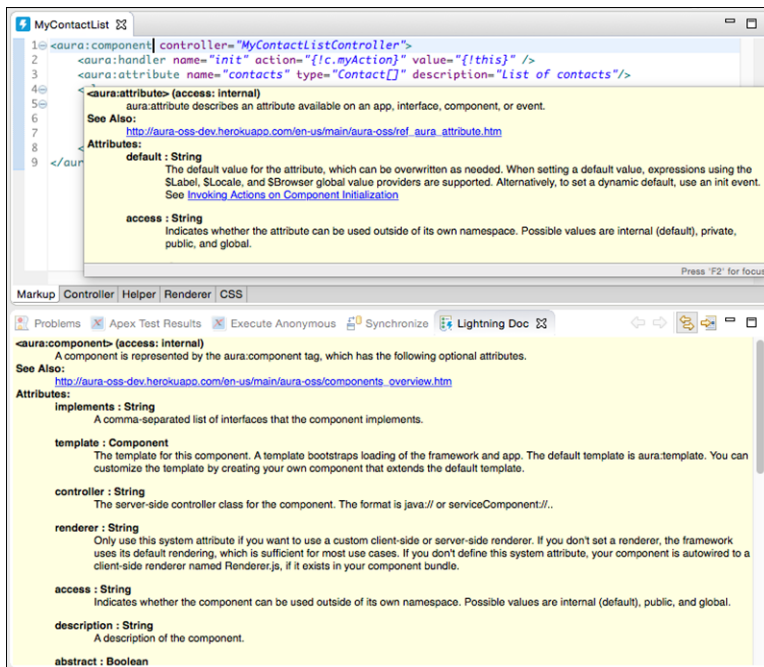 MyContactList
1 <aura:component controller="MyContactListController">
2 <aura:handler name="init" action="{!c.myAction}" value="{!this}" />
3 <aura:attribute name="contacts" type="Contact[]" description="List of contacts"/>
4
5
6
7
8
9 </aur
<aura:attribute> (access: internal)
aura:attribute describes an attribute available on an app, interface, component, or event.
See Also:
http://aura-oss-dev.herokuapp.com/en-us/main/aura-oss/ref_aura_attribute.htm
Attributes:
default : String
The default value for the attribute, which can be overwritten as needed. When setting a default value, expressions using the
$Label, $Locale, and $Browser global value providers are supported. Alternatively, to set a dynamic default, use an init event.
See Invoking Actions on Component Initialization
access : String
Indicates whether the attribute can be used outside of its own namespace. Possible values are internal (default), private,
public, and global.
Press 'F2' for focus
Markup Controller Helper Renderer CSS
Problems Apex Test Results Execute Anonymous Synchronize Lightning Doc
<aura:component> (access: internal)
A component is represented by the aura:component tag, which has the following optional attributes.
See Also:
http://aura-oss-dev.herokuapp.com/en-us/main/aura-oss/components_overview.htm
Attributes:
implements : String
A comma-separated list of interfaces that the component implements.
template : Component
The template for this component. A template bootstraps loading of the framework and app. The default template is aura:template. You can
customize the template by creating your own component that extends the default template.
controller : String
The server-side controller class for the component. The format is java:// or serviceComponent://..
renderer : String
Only use this system attribute if you want to use a custom client-side or server-side renderer. If you don't set a renderer, the framework
uses its default rendering, which is sufficient for most use cases. If you don't define this system attribute, your component is autowired to a
client-side renderer named Renderer.js, if it exists in your component bundle.
access : String
Indicates whether the component can be used outside of its own namespace. Possible values are internal (default), public, and global.
description : String
A description of the component.
abstract : Boolean